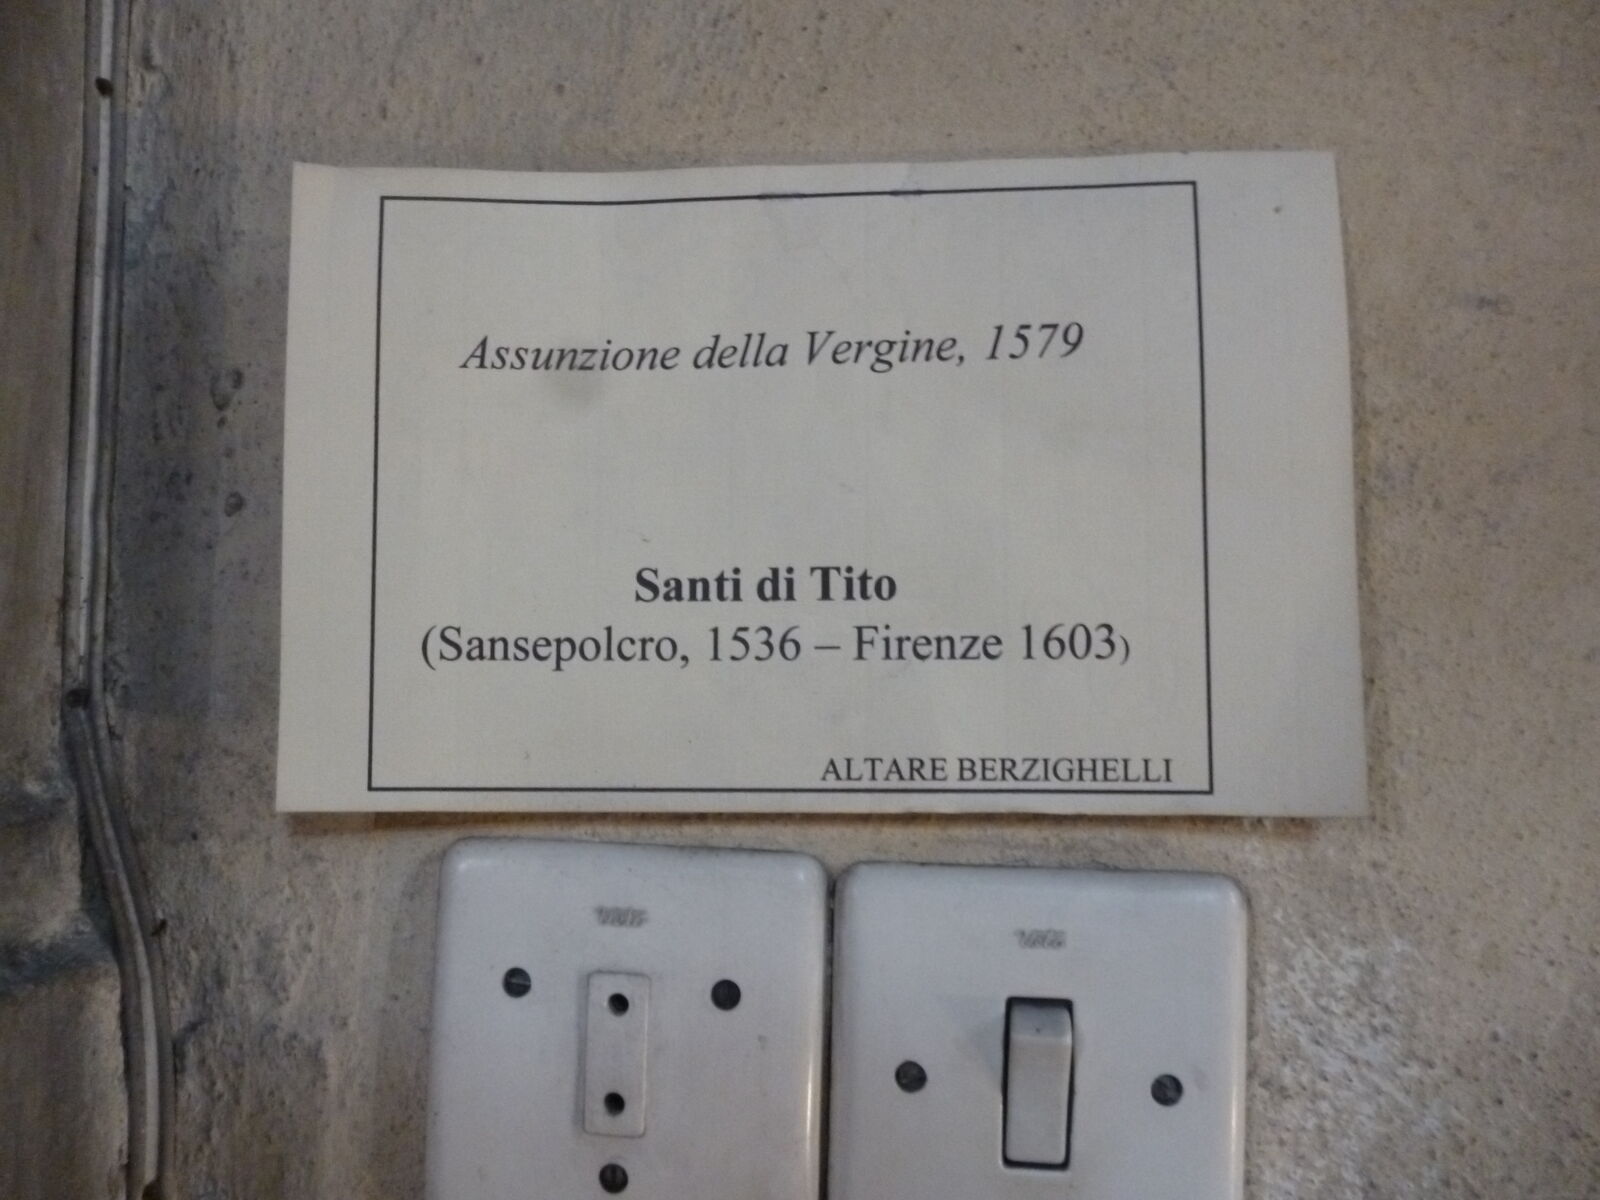 Assunzione della Vergine, 1579
Santi di Tito
(Sansepolcro, 1536 – Firenze 1603)
ALTARE BERZIGHELLI